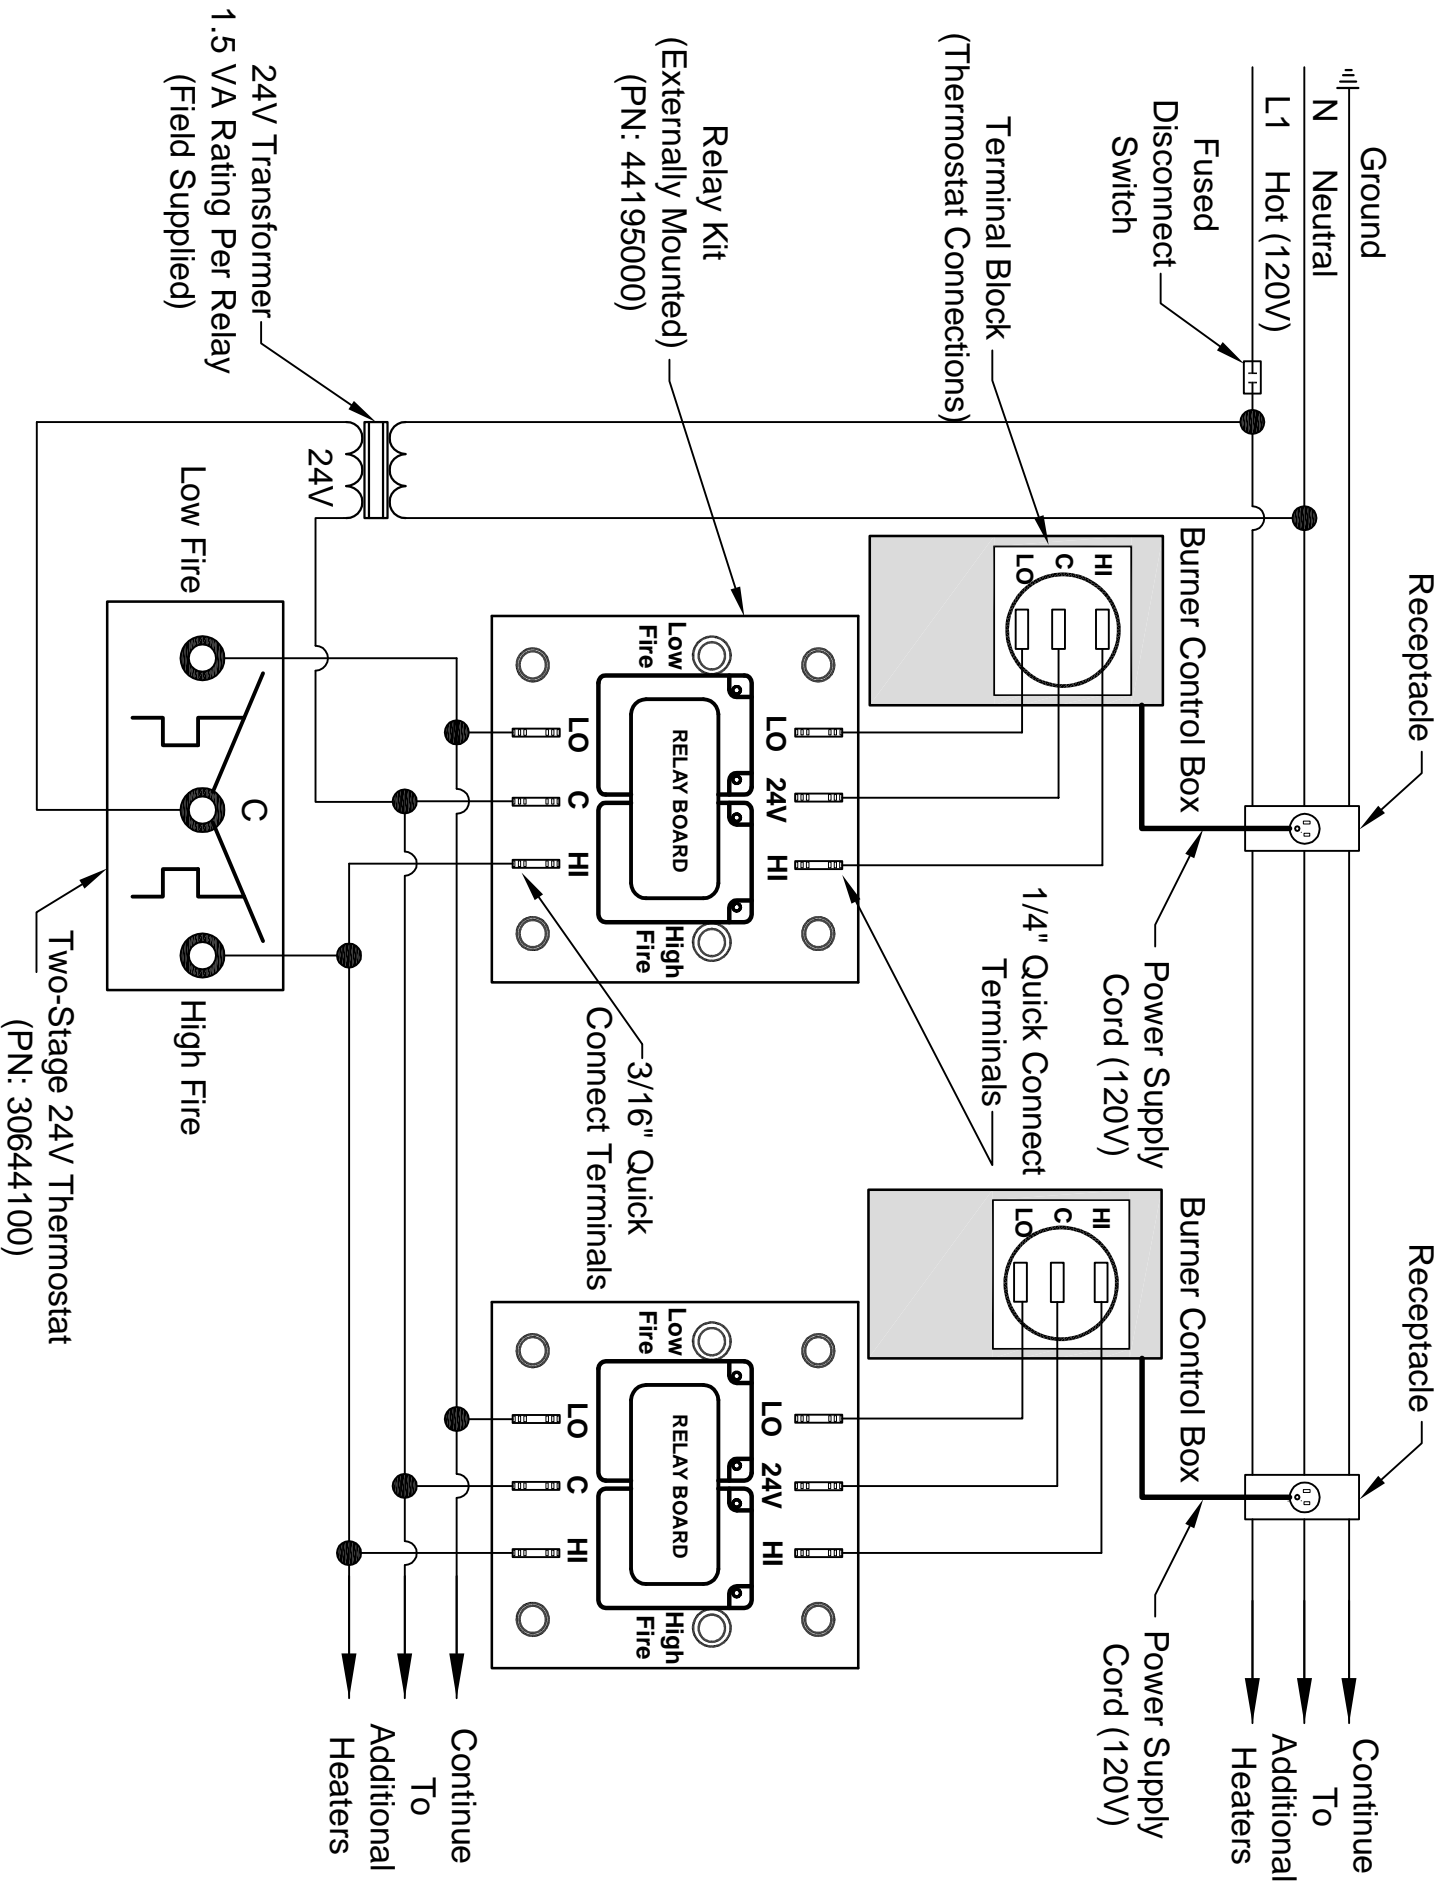 Ground
N Neutral
L1 Hot (120V)
Fused
Disconnect
Switch
Terminal Block
(Thermostat Connections)
Relay Kit
(Externally Mounted)
(PN: 44195000)
24V Transformer
1.5 VA Rating Per Relay
(Field Supplied)
24V
Receptacle
Burner Control Box
HI
C
LO
Power Supply
Cord (120V)
1/4" Quick Connect
Terminals
LO
24V
HI
Low
Fire
RELAY BOARD
High
Fire
LO
C
HI
3/16" Quick
Connect Terminals
Low Fire
C
High Fire
Two-Stage 24V Thermostat
(PN: 30644100)
Receptacle
Burner Control Box
HI
C
LO
Power Supply
Cord (120V)
LO
24V
HI
Low
Fire
RELAY BOARD
High
Fire
LO
C
HI
Continue
To
Additional
Heaters
Continue
To
Additional
Heaters